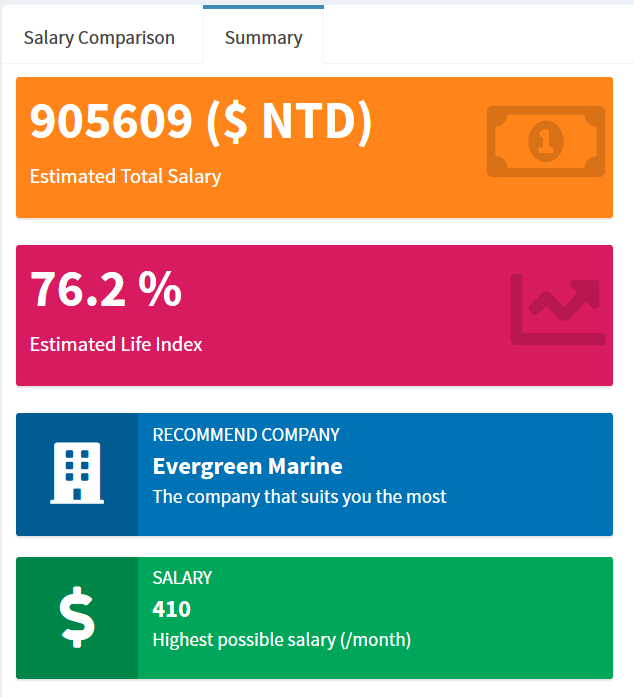 Salary Comparison
Summary
905609 ($ NTD)
Estimated Total Salary
1
76.2 %
Estimated Life Index
RECOMMEND COMPANY
Evergreen Marine
The company that suits you the most
$
SALARY
410
Highest possible salary (/month)